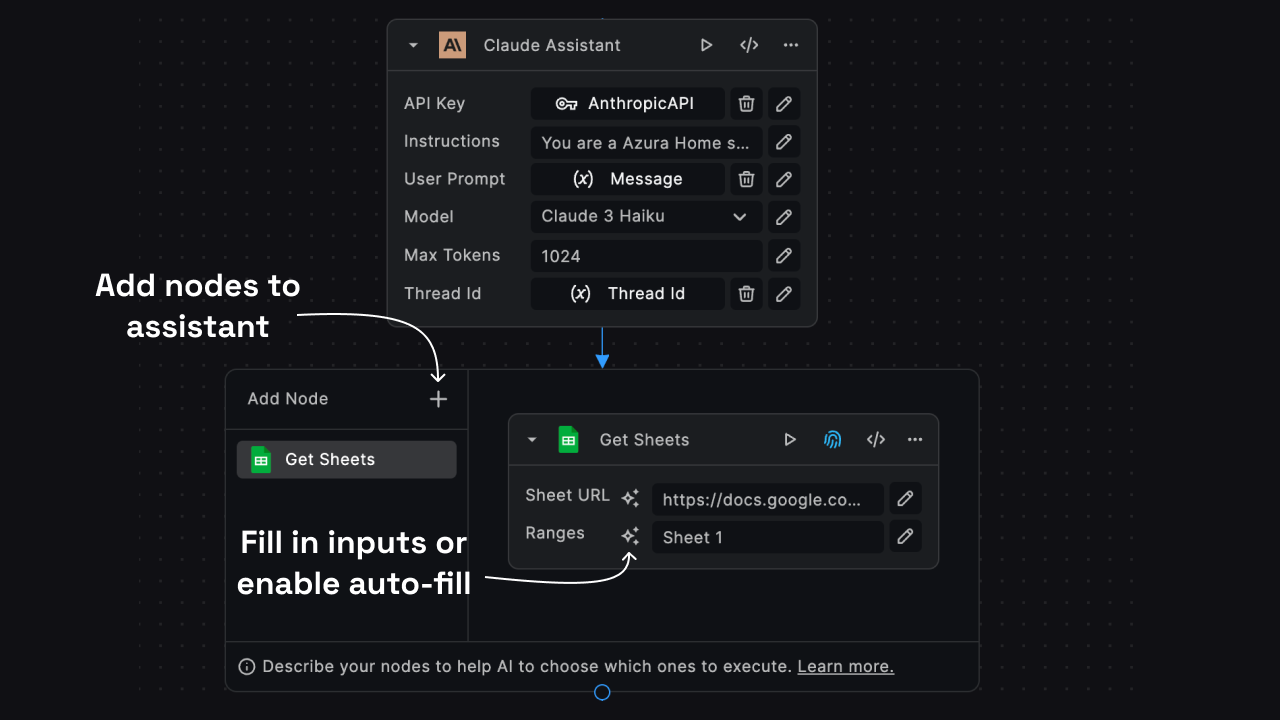 Claude Assistant
API Key
AnthropicAPI
Instructions
You are a Azura Home s...
User Prompt
(x) Message
Model
Claude 3 Haiku
Max Tokens
1024
Thread Id
(x) Thread Id
Add nodes to
assistant
Add Node
Get Sheets
Get Sheets
Sheet URL
https://docs.google.co...
Ranges
Sheet 1
Fill in inputs or
enable auto-fill
Describe your nodes to help AI to choose which ones to execute. Learn more.